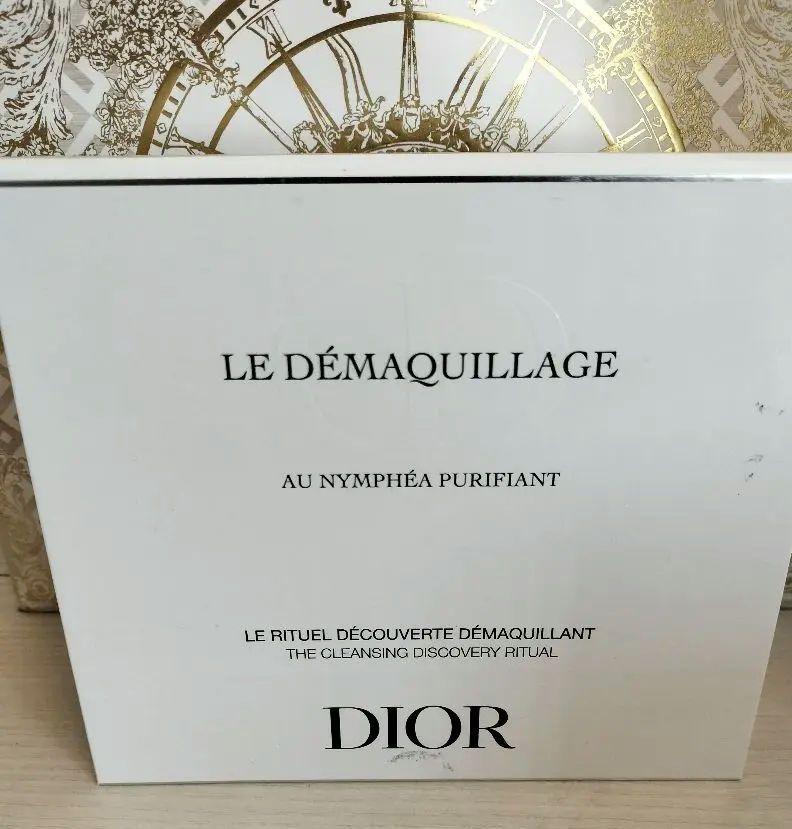 LE DÉMAQUILLAGE
AU NYMPHÉA PURIFIANT
LE RITUEL DÉCOUVERTE DÉMAQUILLANT
THE CLEANSING DISCOVERY RITUAL
DIOR